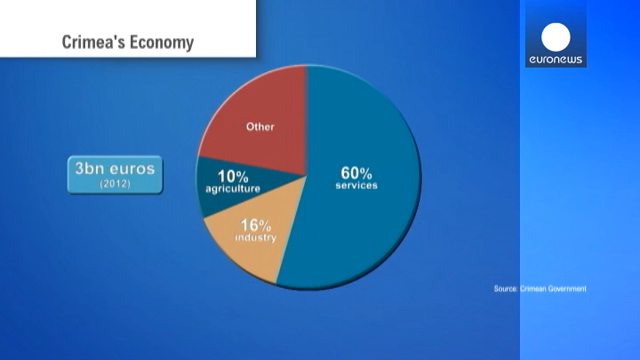 Crimea's Economy
euronews
Other
3bn euros
(2012)
10%
agriculture
60%
services
16%
industry
Source: Crimean Government